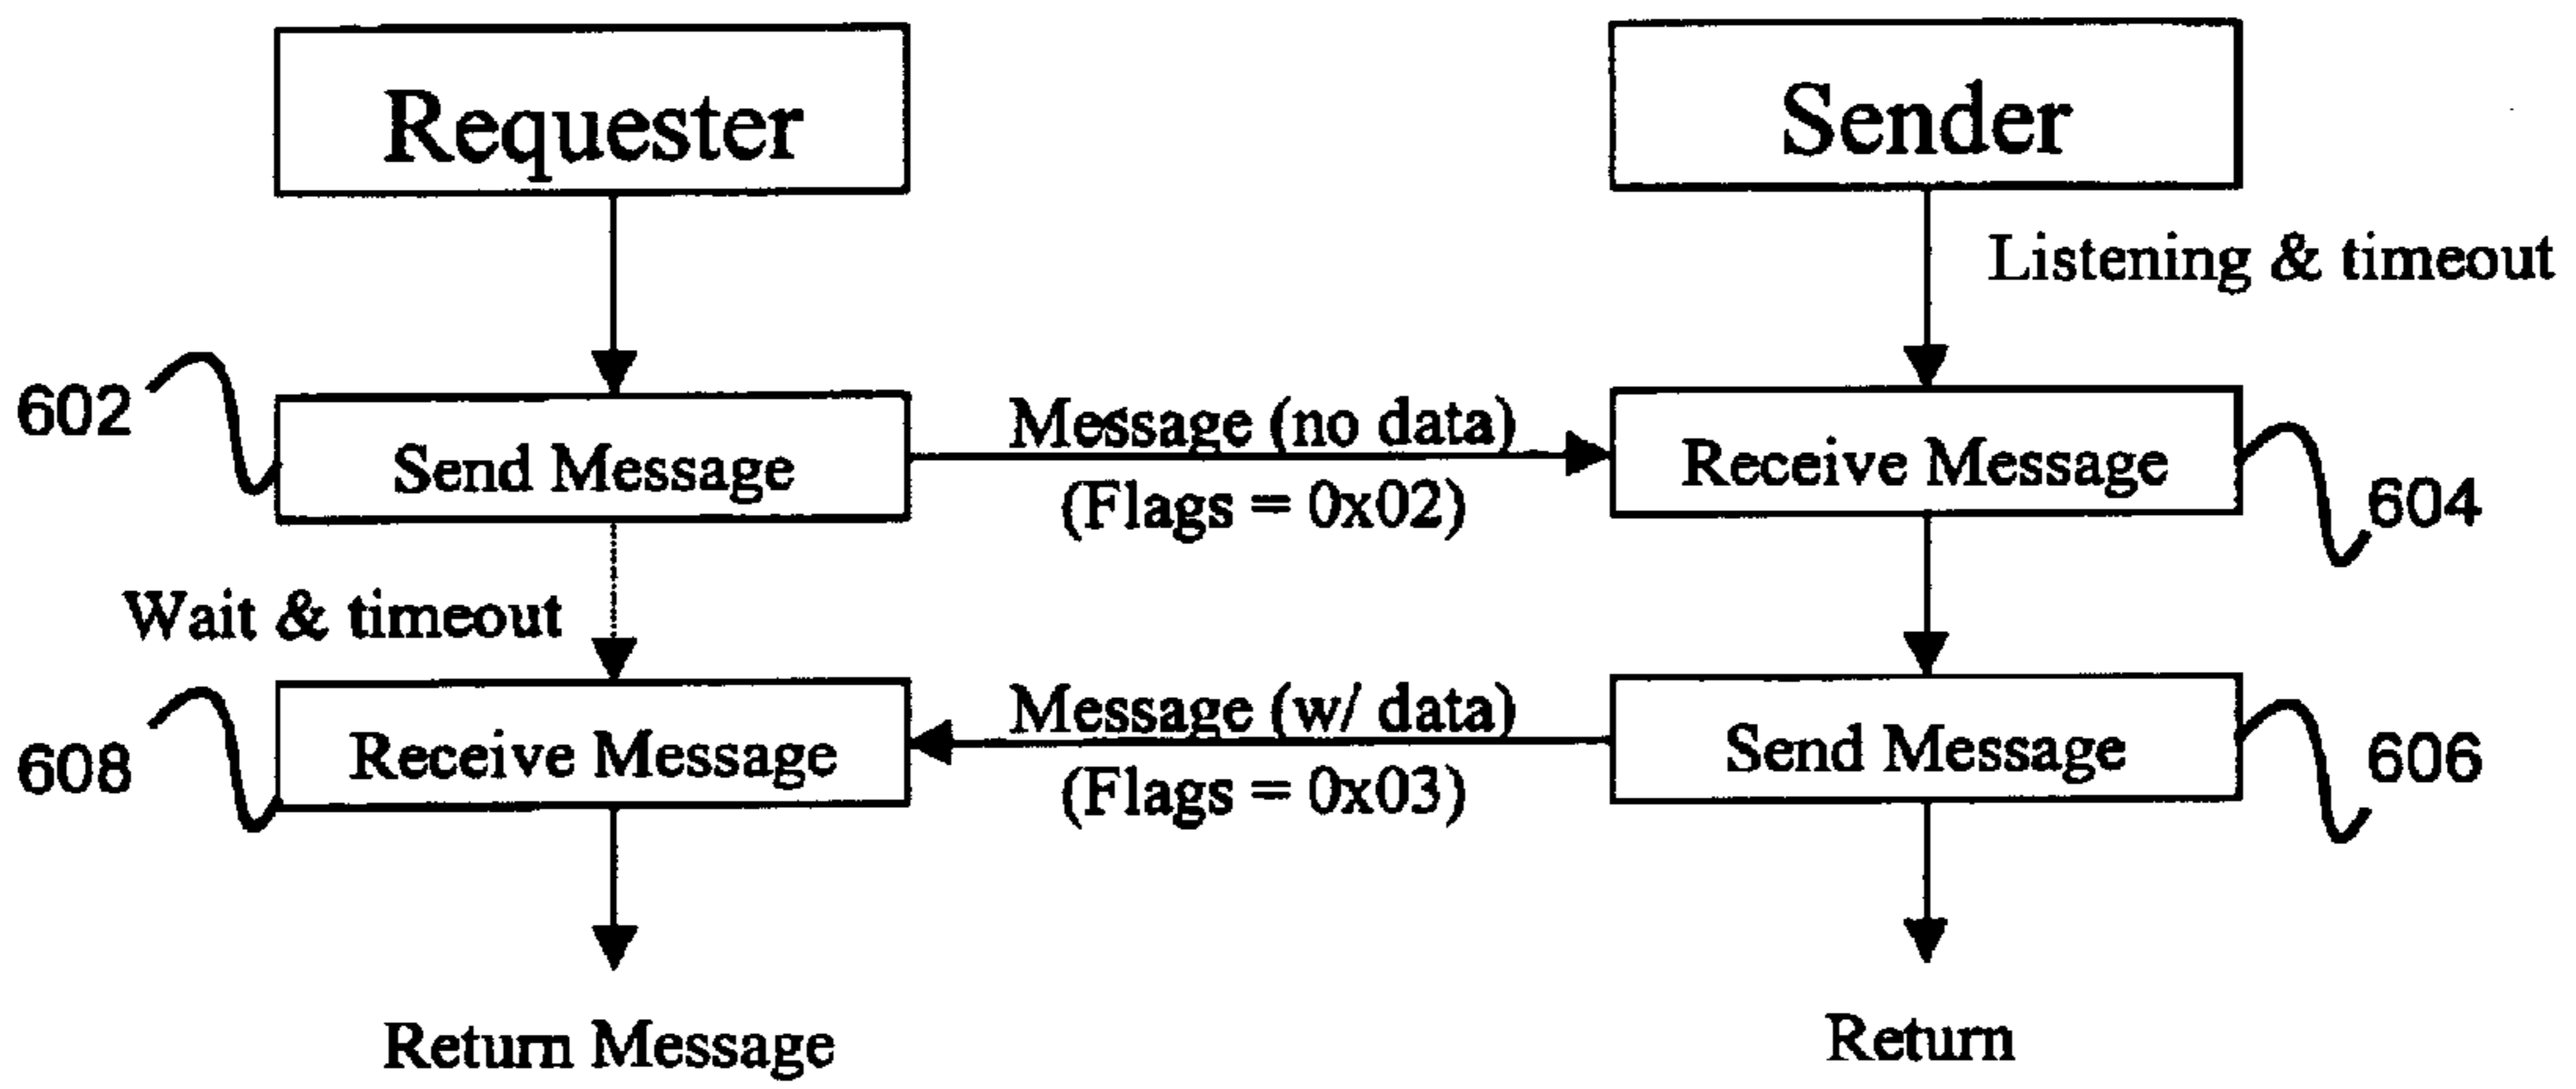 Requester
Sender
Listening & timeout
602
Send Message
Message (no data)
(Flags = 0x02)
Receive Message
604
Wait & timeout
608
Receive Message
Message (w/ data)
(Flags = 0x03)
Send Message
606
Return Message
Return